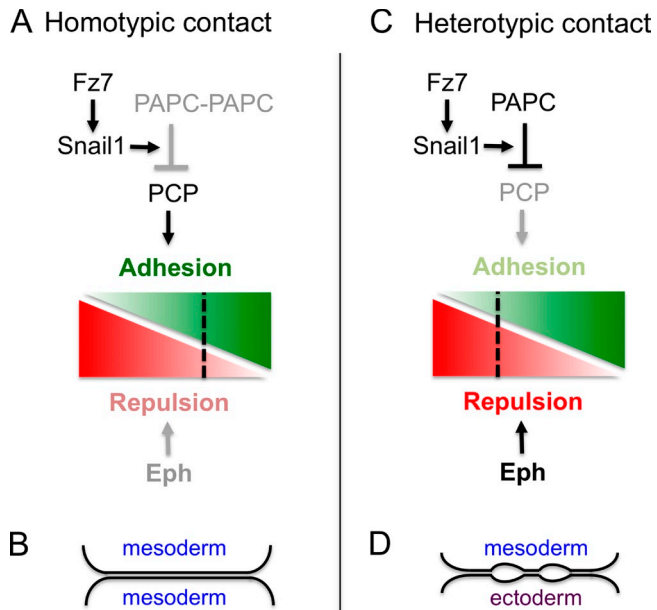 A Homotypic contact
Fz7
PAPC-PAPC
Snail1
PCP
Adhesion
Repulsion
Eph
B
mesoderm
mesoderm
C Heterotypic contact
Fz7
PAPC
Snail1
PCP
Adhesion
Repulsion
Eph
D
mesoderm
ectoderm